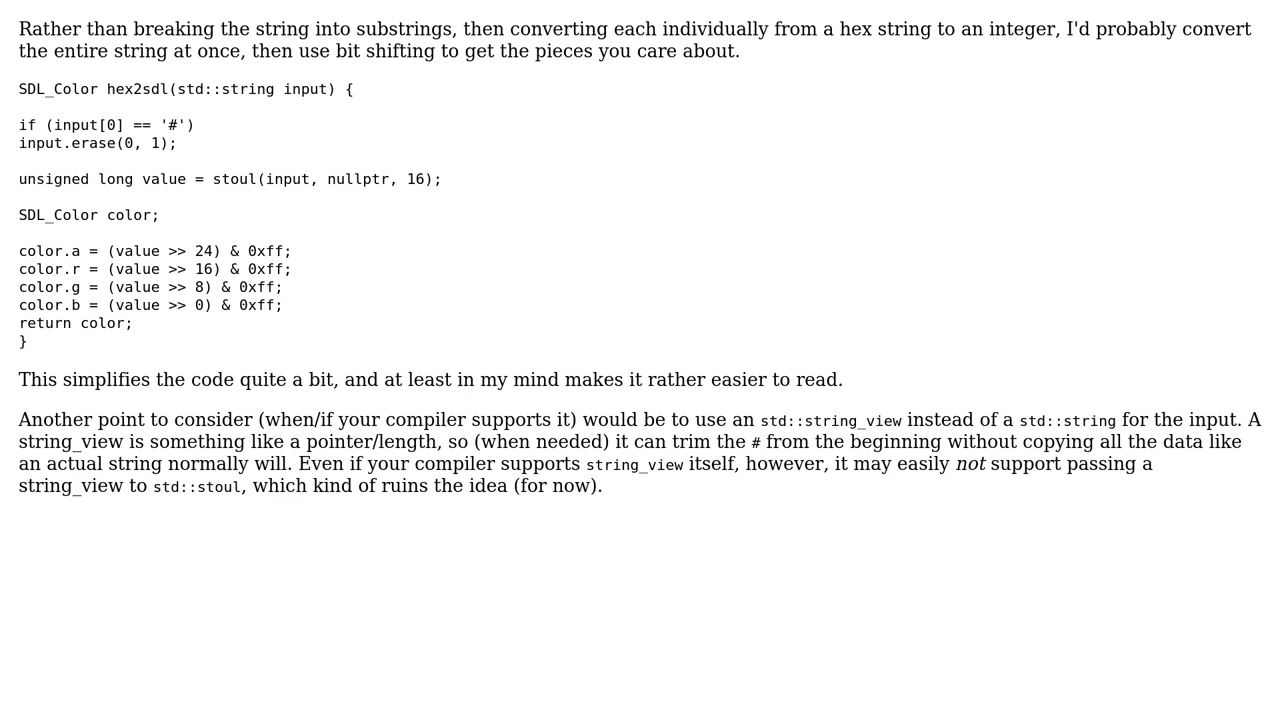 Rather than breaking the string into substrings, then converting each individually from a hex string to an integer, I'd probably convert
the entire string at once, then use bit shifting to get the pieces you care about.
SDL_Color hex2sdl(std::string input) {
if (input[0] == '#')
input.erase(0, 1);
unsigned long value = stoul(input, nullptr, 16);
SDL_Color color;
color.a = (value >> 24) & 0xff;
color.r = (value >> 16) & 0xff;
color.g = (value >> 8) & 0xff;
color.b = (value >> 0) & 0xff;
return color;
}
This simplifies the code quite a bit, and at least in my mind makes it rather easier to read.
Another point to consider (when/if your compiler supports it) would be to use an std::string_view instead of a std::string for the input. A
string_view is something like a pointer/length, so (when needed) it can trim the # from the beginning without copying all the data like
an actual string normally will. Even if your compiler supports string_view itself, however, it may easily not support passing a
string_view to std::stoul, which kind of ruins the idea (for now).